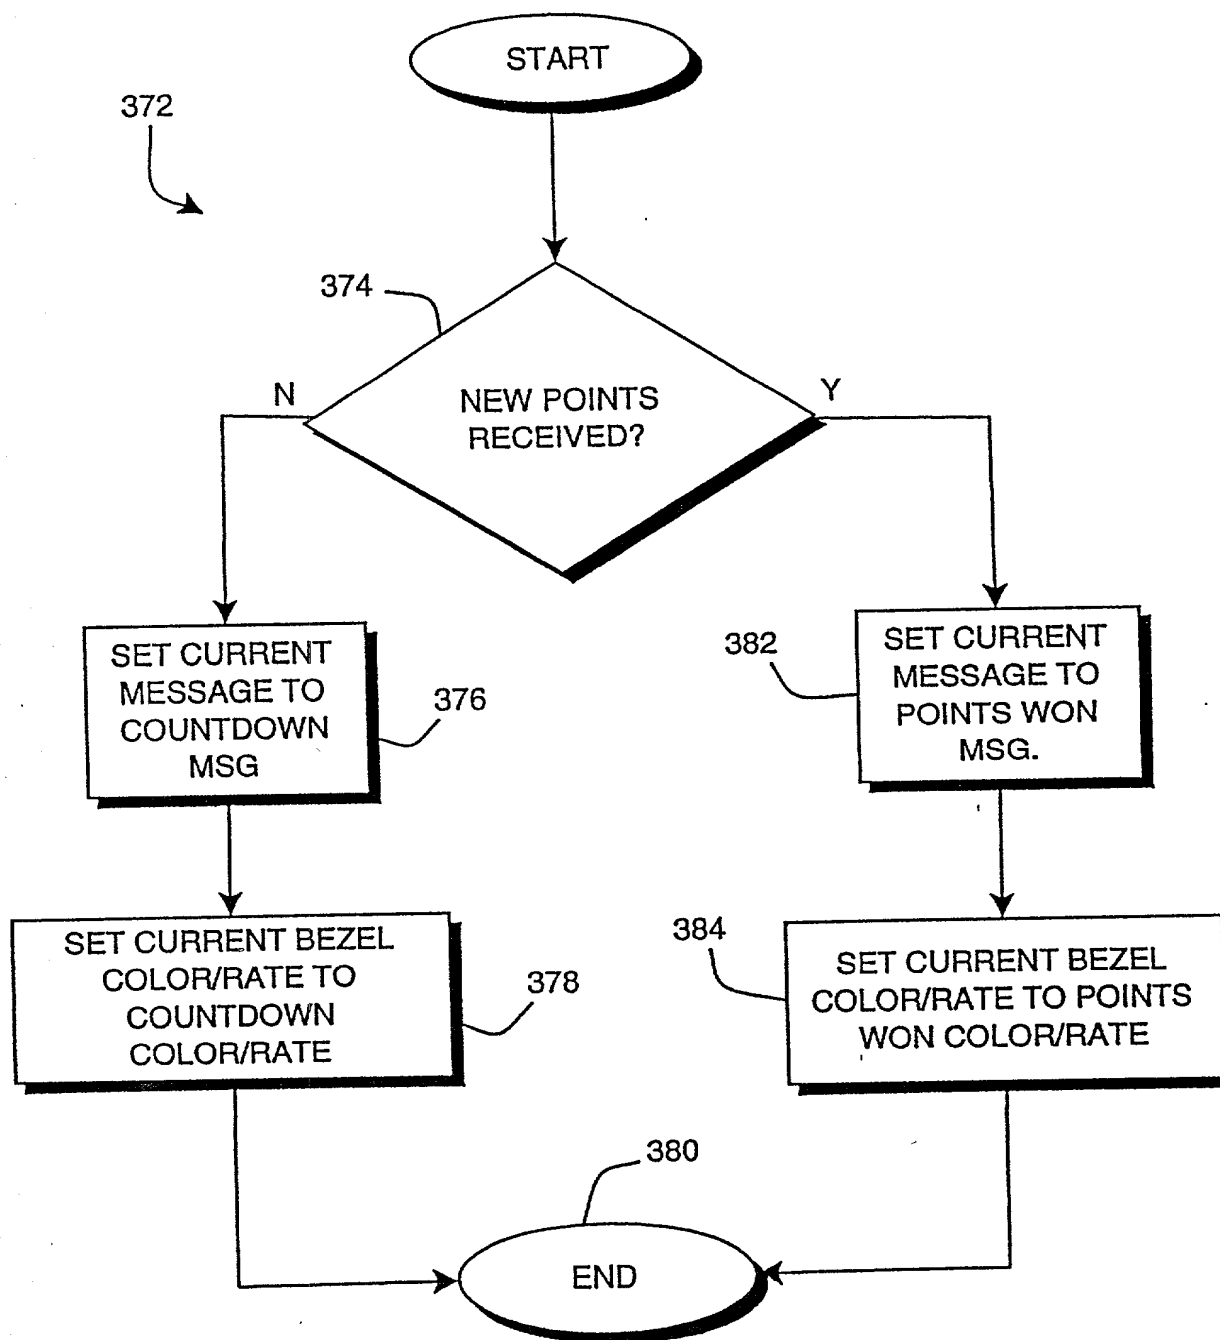 START
372
374
N
Y
NEW POINTS
RECEIVED?
SET CURRENT
MESSAGE TO
COUNTDOWN
MSG
376
382
SET CURRENT
MESSAGE TO
POINTS WON
MSG.
SET CURRENT BEZEL
COLOR/RATE TO
COUNTDOWN
COLOR/RATE
378
384
SET CURRENT BEZEL
COLOR/RATE TO POINTS
WON COLOR/RATE
380
END